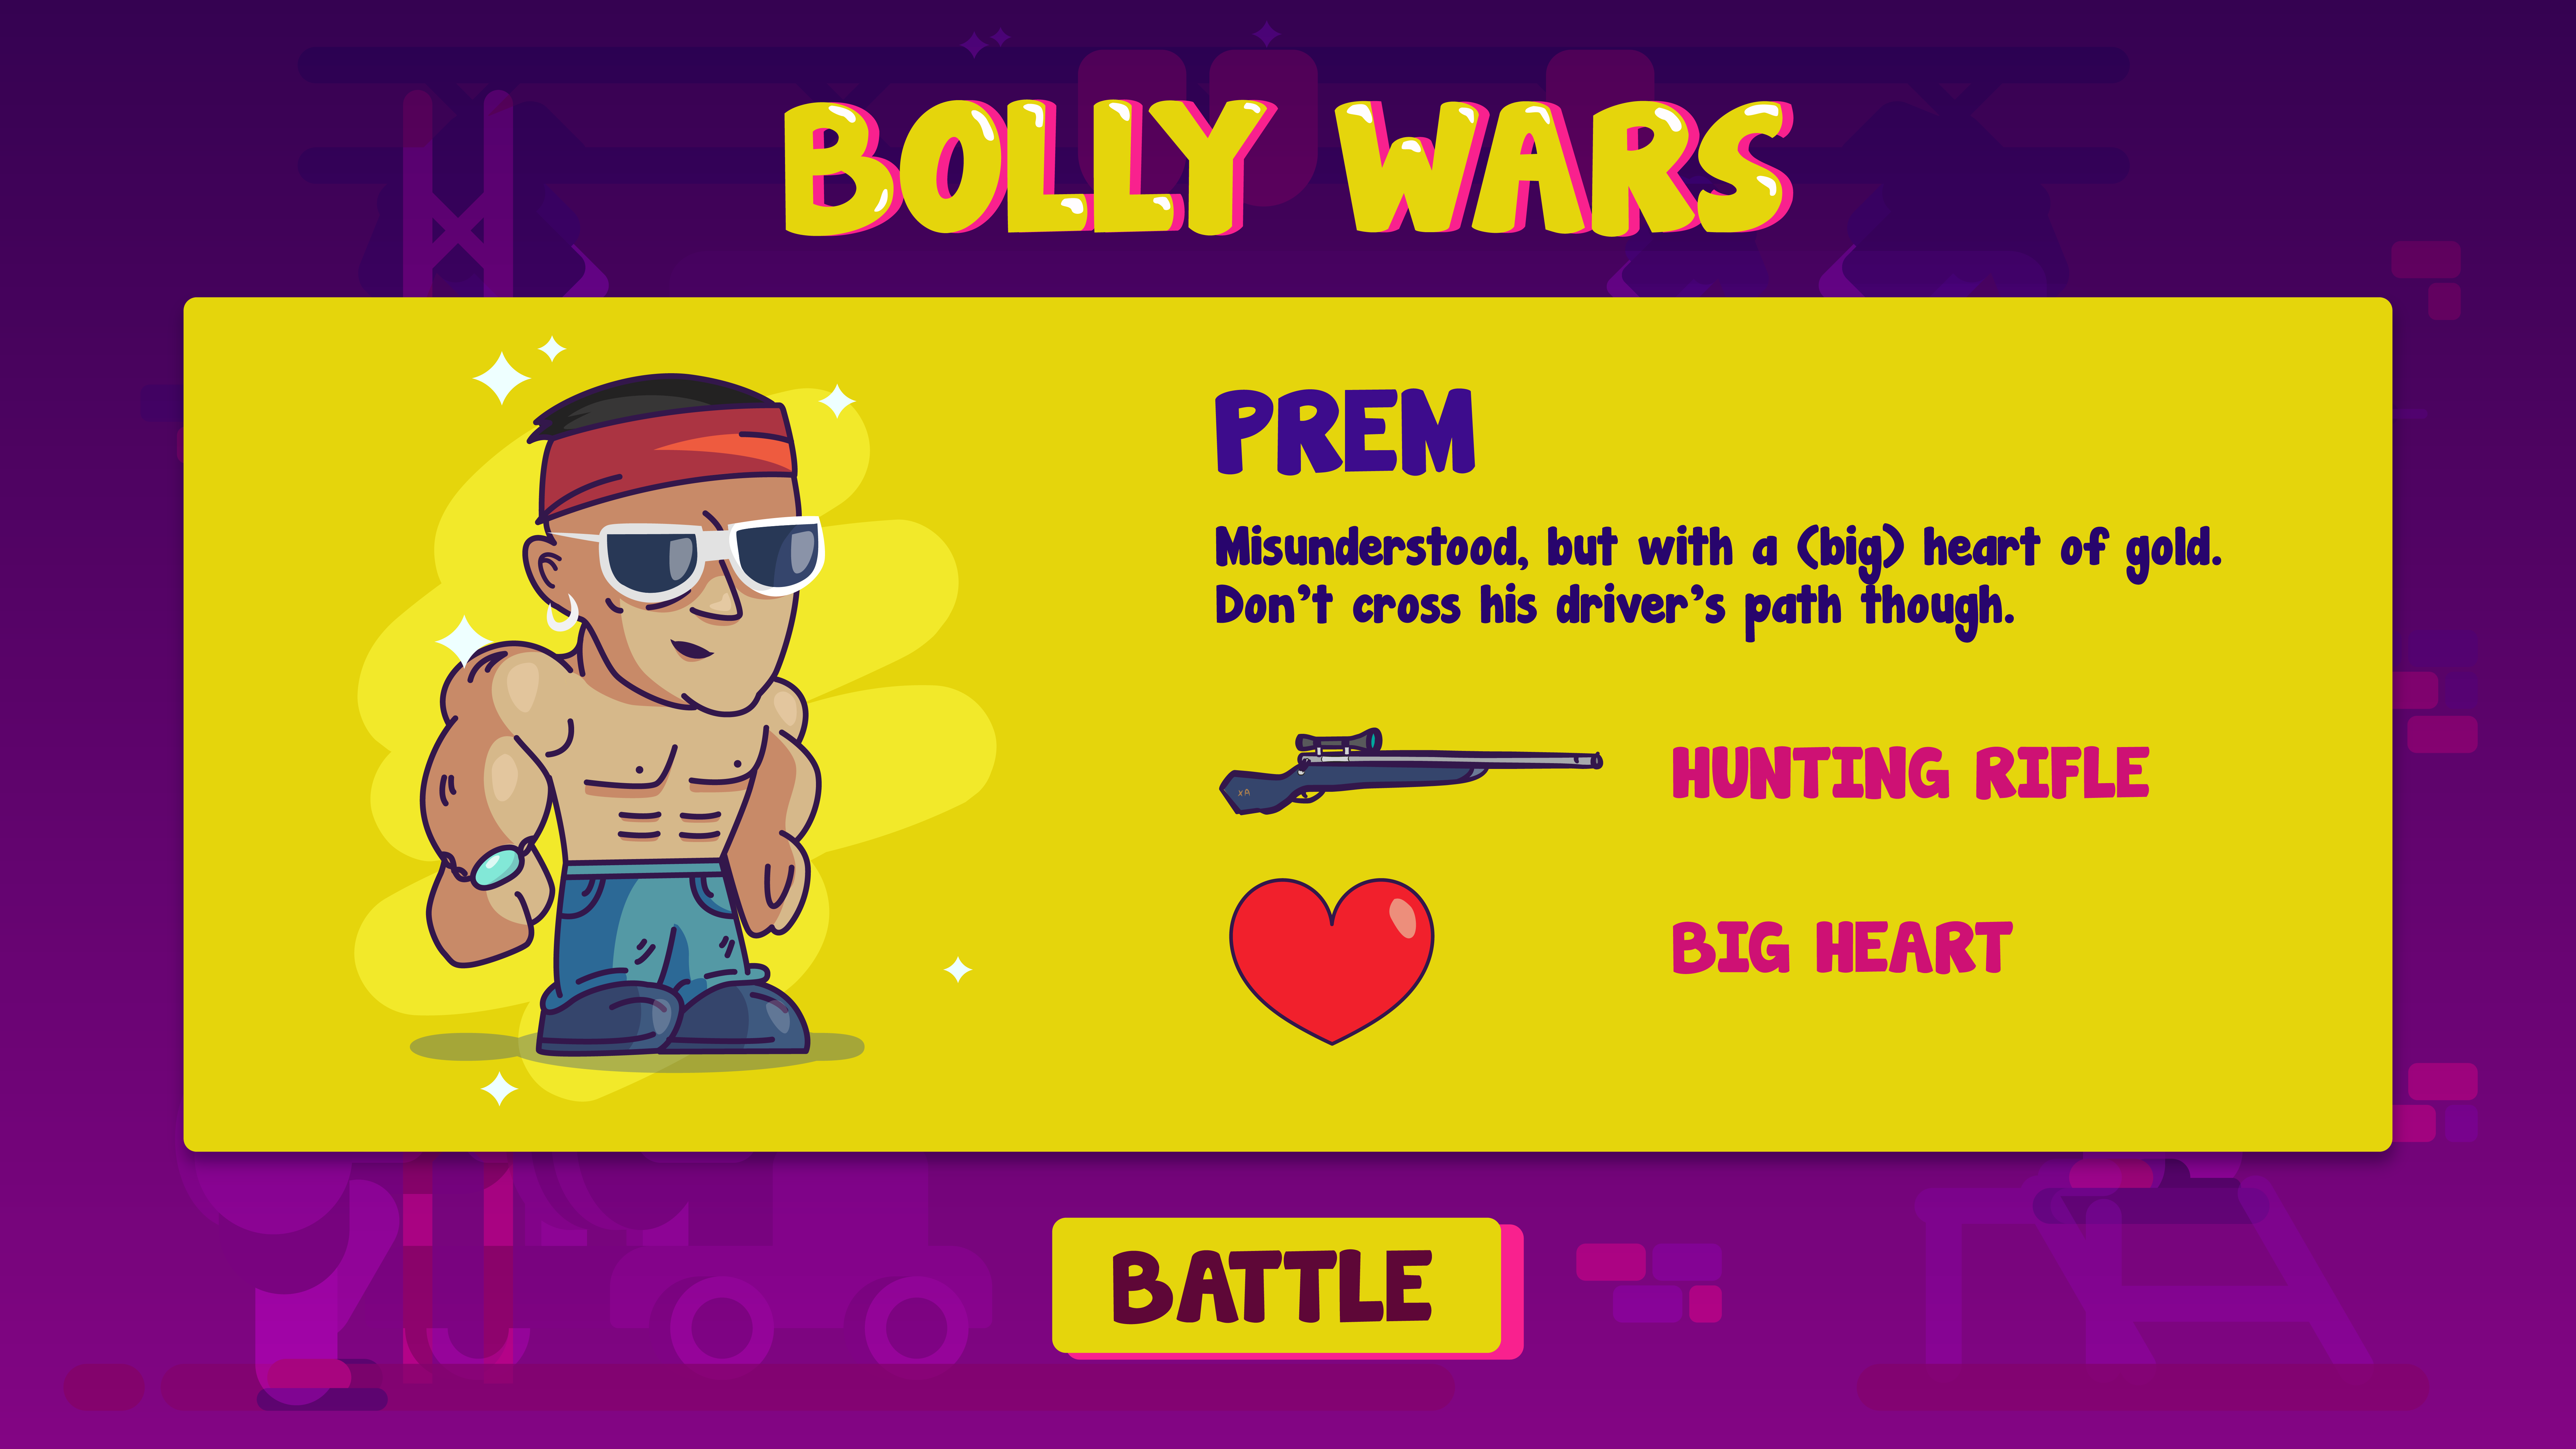 BOLLY WARS
PREM
Misunderstood, but with a (big) heart of gold.
Don't cross his driver's path though.
xA
HUNTING RIFLE
BIG HEART
BATTLE